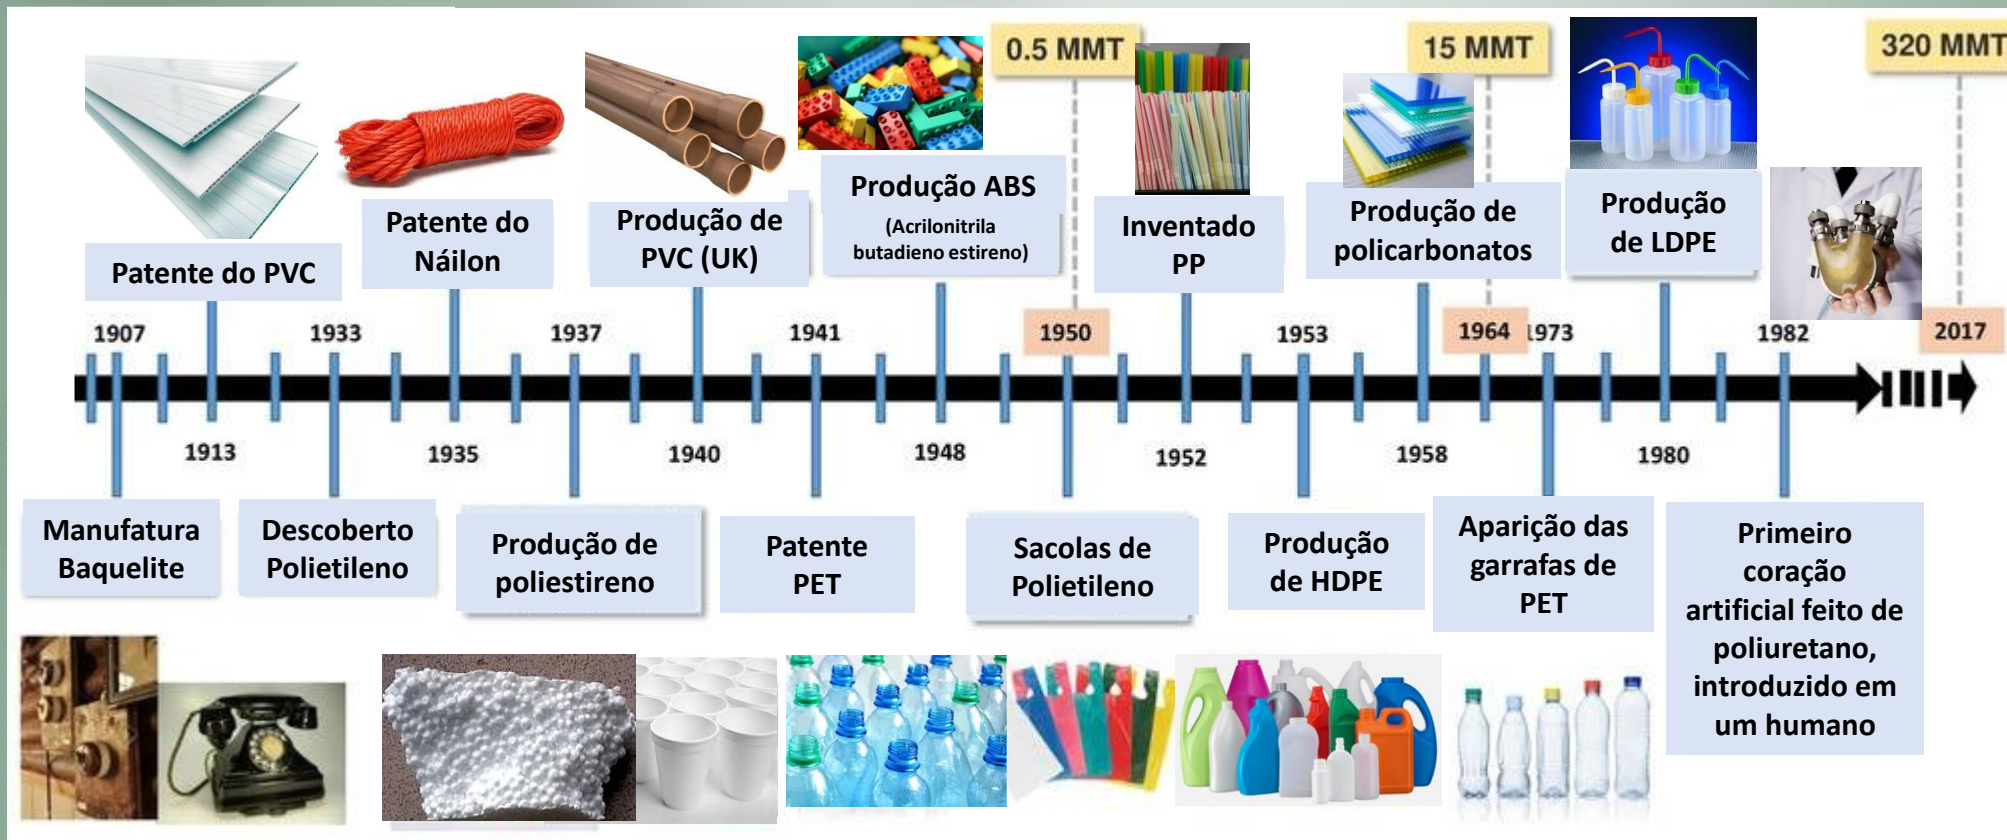 0.5 MMT
15 MMT
320 MMT
Patente do PVC
Patente do
Náilon
Produção de
PVC (UK)
Produção ABS
(Acrilonitrila
butadieno estireno)
Inventado
PP
Produção de
policarbonatos
Produção
de LDPE
1907
1933
1937
1941
1950
1953
1964
1973
1982
2017
1913
1935
1940
1948
1952
1958
1980
Manufatura
Baquelite
Descoberto
Polietileno
Produção de
poliestireno
Patente
PET
Sacolas de
Polietileno
Produção
de HDPE
Aparição das
garrafas de
PET
Primeiro
coração
artificial feito de
poliuretano,
introduzido em
um humano